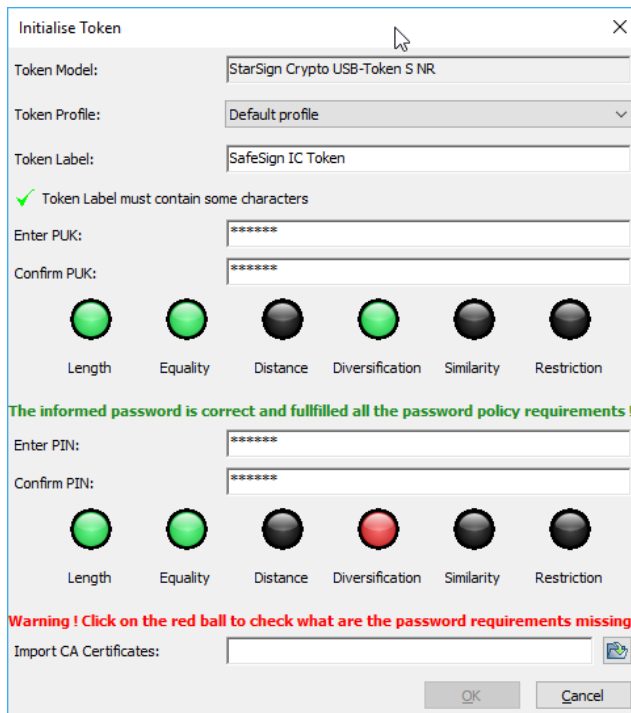 Initialise Token
Token Model: StarSign Crypto USB-Token S NR
Token Profile: Default profile
Token Label: SafeSign IC Token
Token Label must contain some characters
Enter PUK: ******
Confirm PUK: ******
Length Equality Distance Diversification Similarity Restriction
The informed password is correct and fullfilled all the password policy requirements !
Enter PIN: ******
Confirm PIN: ******
Length Equality Distance Diversification Similarity Restriction
Warning ! Click on the red ball to check what are the password requirements missing
Import CA Certificates:
OK Cancel